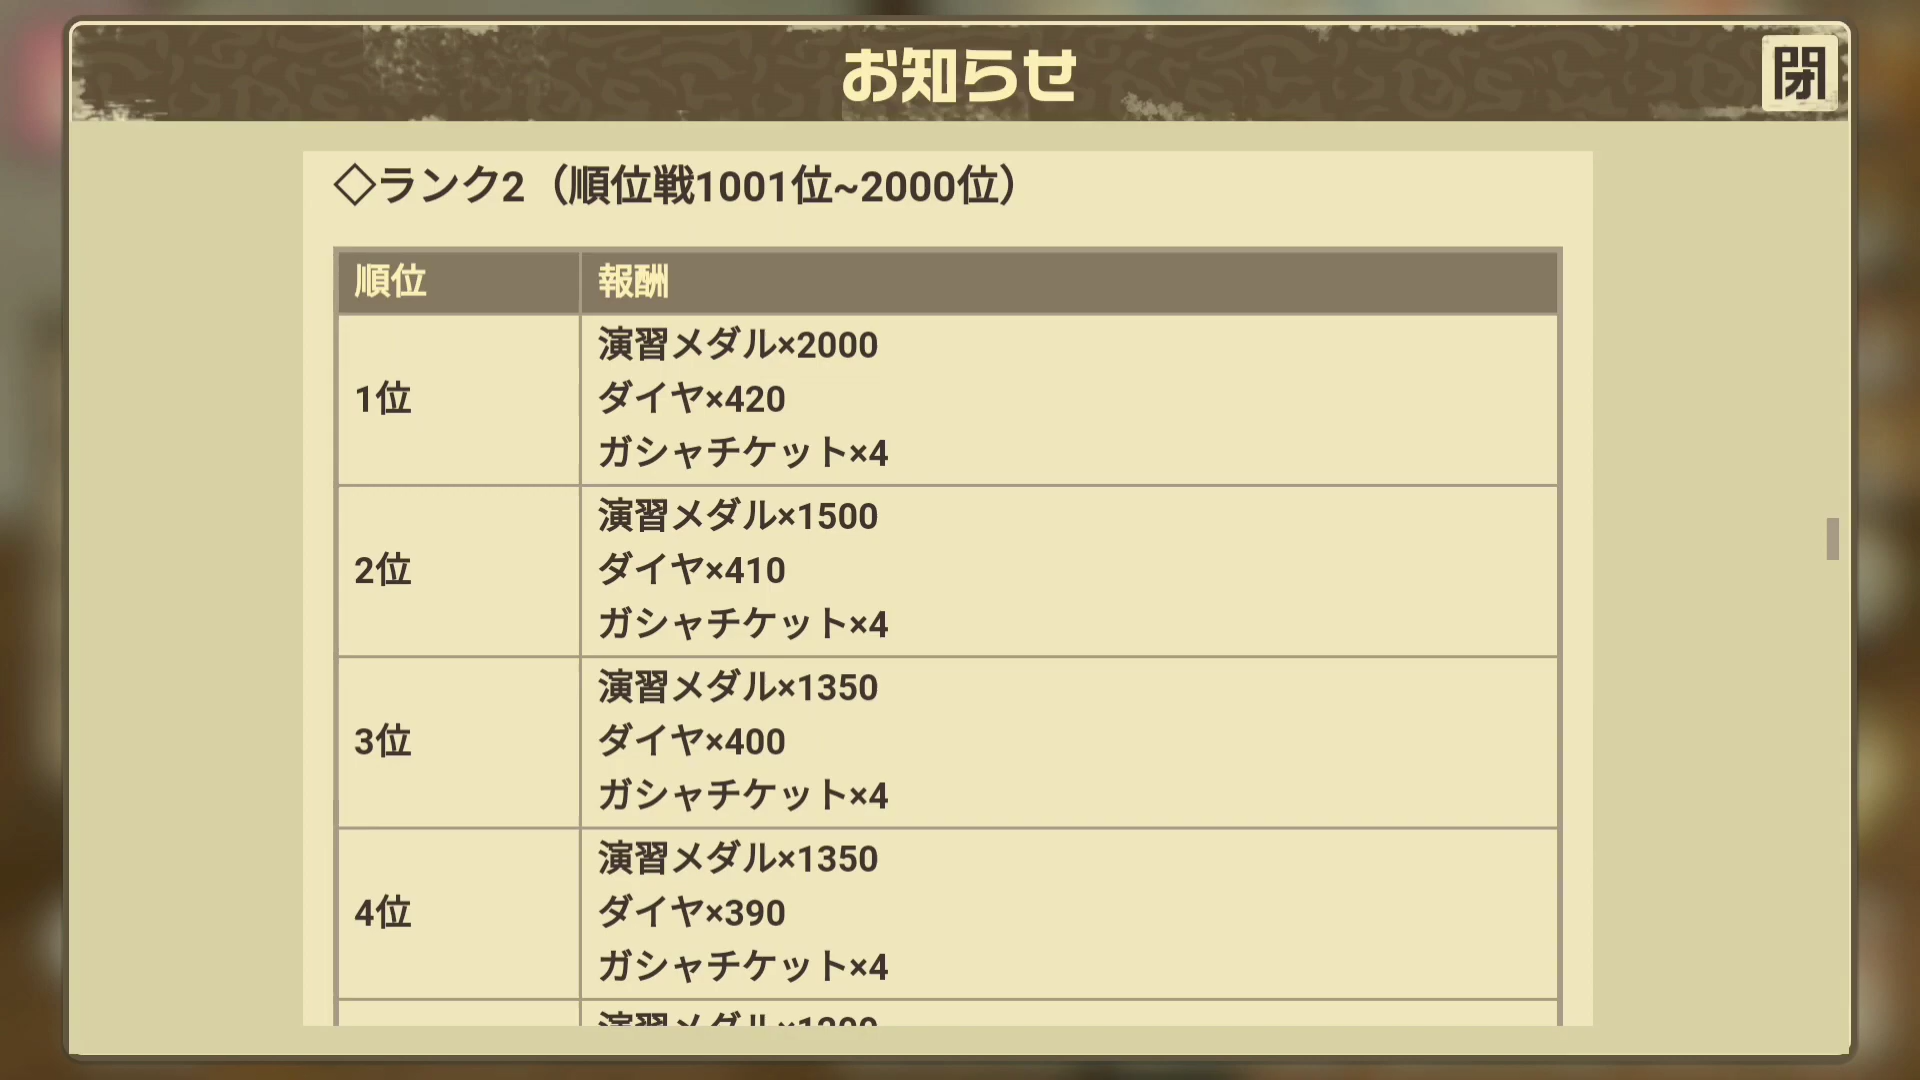 お知らせ
閉
◇ランク2（順位戦1001位~2000位）
順位
報酬
1位
演習メダル×2000
ダイヤ×420
ガシャチケット×4
2位
演習メダル×1500
ダイヤ×410
ガシャチケット×4
3位
演習メダル×1350
ダイヤ×400
ガシャチケット×4
4位
演習メダル×1350
ダイヤ×390
ガシャチケット×4